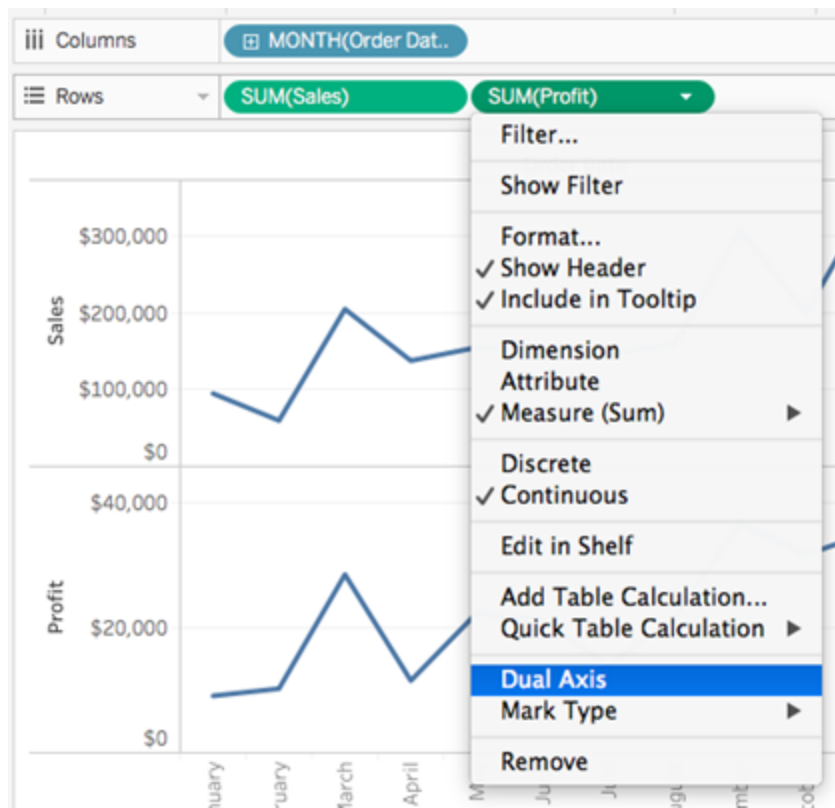 Columns
MONTH(Order Dat..
Rows
SUM(Sales)
SUM(Profit)
Filter...
Show Filter
Format...
Show Header
Include in Tooltip
Dimension
Attribute
Measure (Sum)
Discrete
Continuous
Edit in Shelf
Add Table Calculation...
Quick Table Calculation
Dual Axis
Mark Type
Remove
Sales
$300,000
$200,000
$100,000
$0
Profit
$40,000
$20,000
$0
March
April